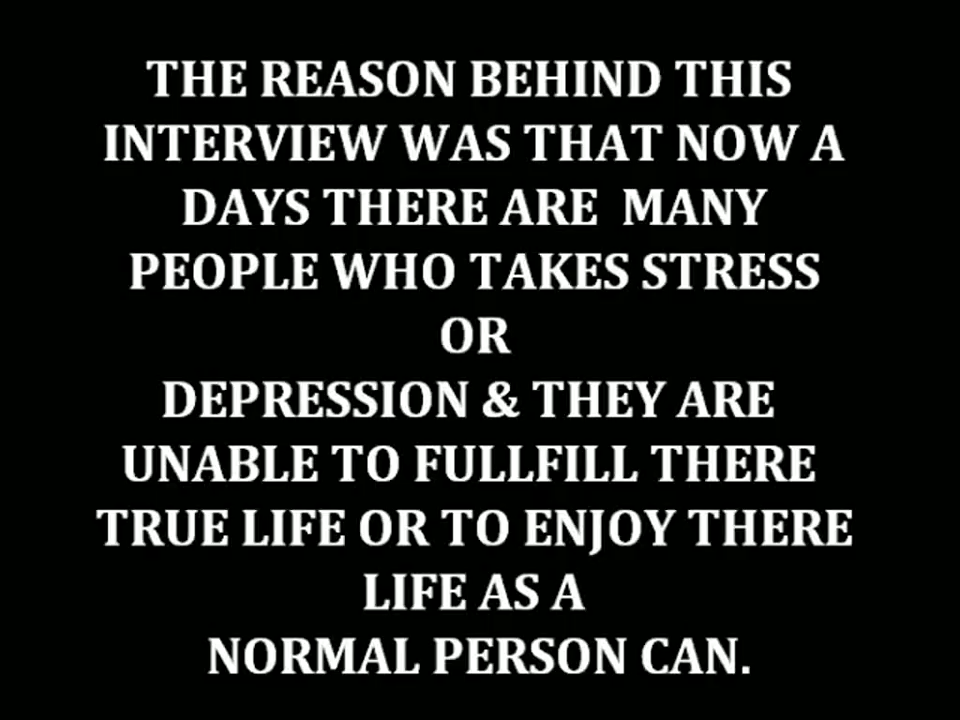 THE REASON BEHIND THIS
INTERVIEW WAS THAT NOW A
DAYS THERE ARE  MANY
PEOPLE WHO TAKES STRESS
OR
DEPRESSION & THEY ARE
UNABLE TO FULLFILL THERE
TRUE LIFE OR TO ENJOY THERE
LIFE AS A
NORMAL PERSON CAN.